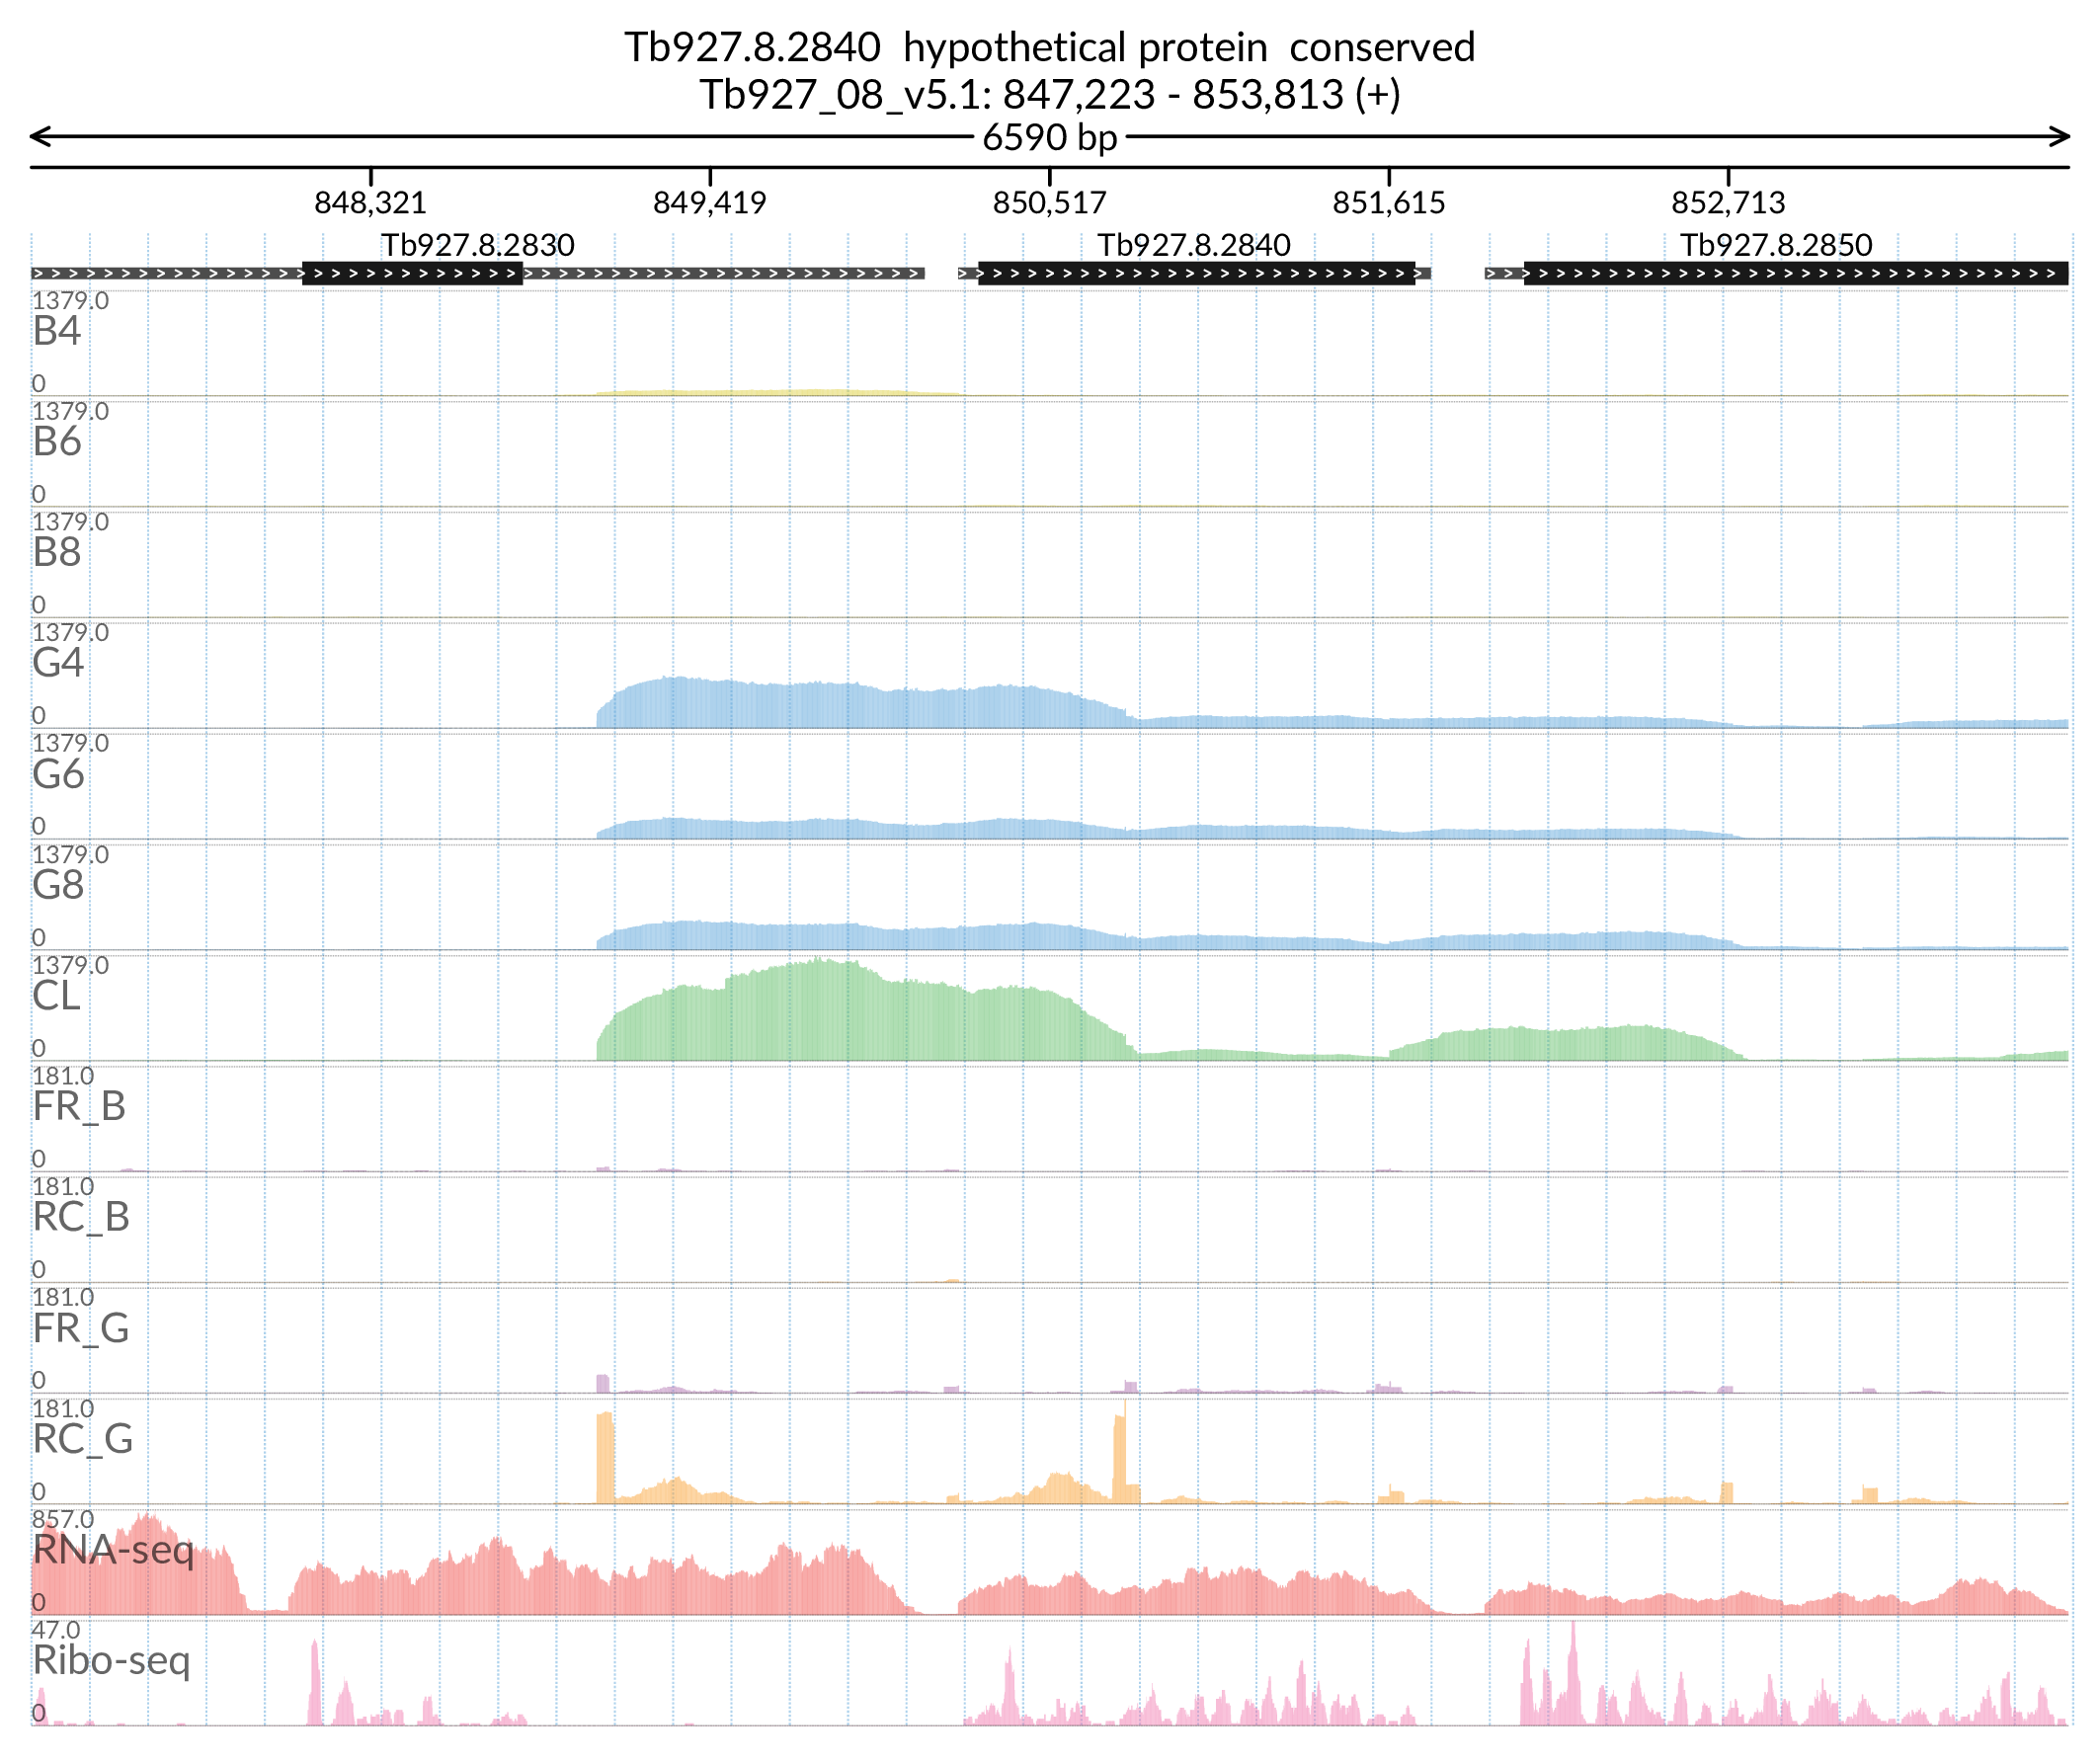 Tb927.8.2840  hypothetical protein  conserved
Tb927_08_v5.1: 847,223 - 853,813 (+)
6590 bp
848,321 849,419 850,517 851,615 852,713
Tb927.8.2830 Tb927.8.2840 Tb927.8.2850
1379.0
B4
0
1379.0
B6
0
1379.0
B8
0
1379.0
G4
0
1379.0
G6
0
1379.0
G8
0
1379.0
CL
0
181.0
FR_B
0
181.0
RC_B
0
181.0
FR_G
0
181.0
RC_G
0
857.0
RNA-seq
0
47.0
Ribo-seq
0